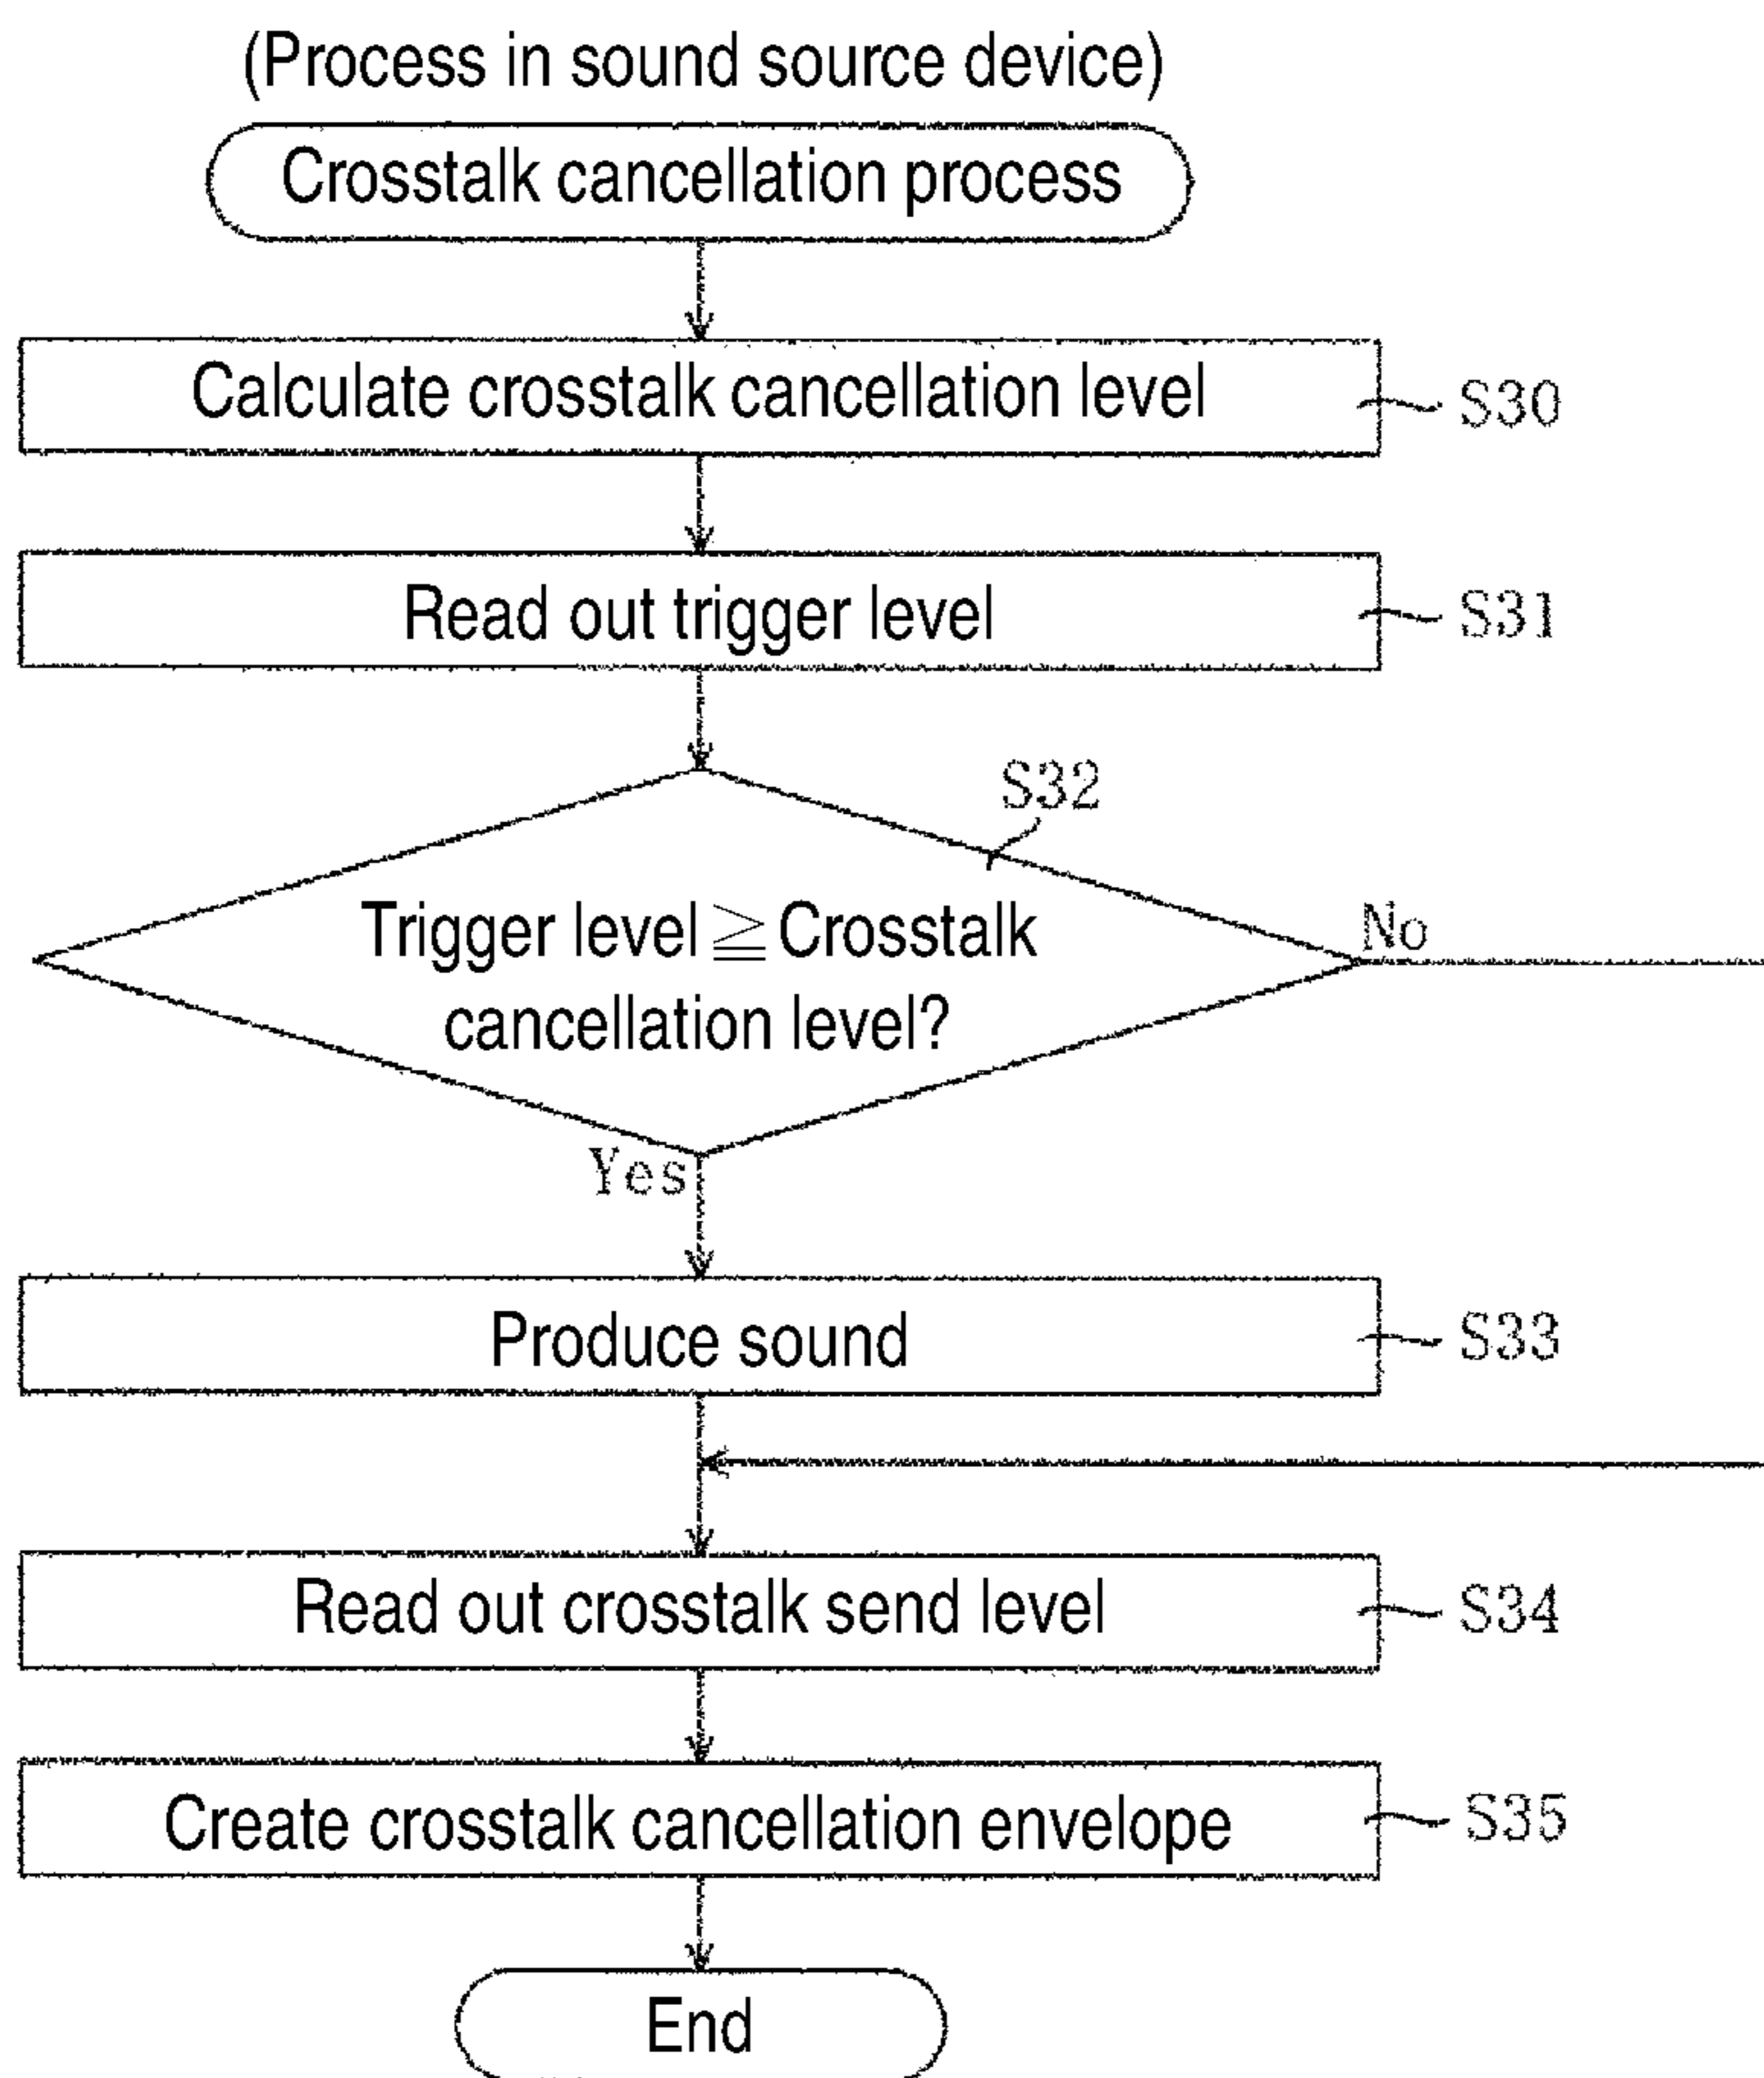 (Process in sound source device)
Crosstalk cancellation process
Calculate crosstalk cancellation level
S30
Read out trigger level
S31
S32
Trigger level ≧ Crosstalk
cancellation level?
No
Yes
Produce sound
S33
Read out crosstalk send level
S34
Create crosstalk cancellation envelope
S35
End